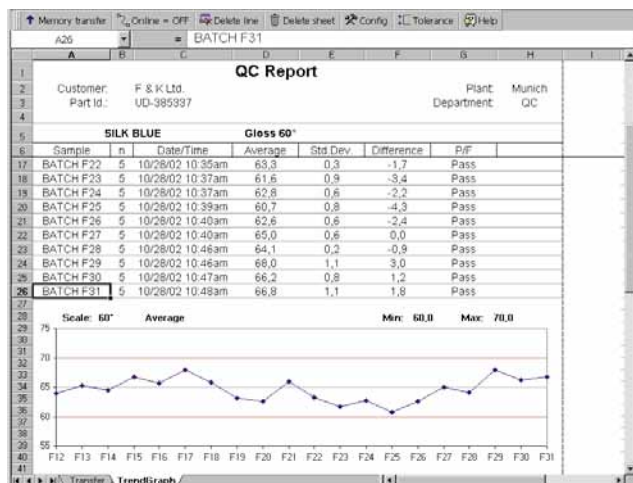 Memory transfer Online = OFF Delete line Delete sheet Config Tolerance Help
A26 = BATCH F31
A B C D E F G H I
1 QC Report
2 Customer: F & K Ltd. Plant: Munich
3 Part Id.: UD-385337 Department: QC
4
5 SILK BLUE Gloss 60°
6 Sample n Date/Time Average Std.Dev. Difference P/F
17 BATCH F22 5 10/28/02 10:35am 63,3 0,3 -1,7 Pass
18 BATCH F23 5 10/28/02 10:37am 61,6 0,9 -3,4 Pass
19 BATCH F24 5 10/28/02 10:37am 62,8 0,6 -2,2 Pass
20 BATCH F25 5 10/28/02 10:39am 60,7 0,8 -4,3 Pass
21 BATCH F26 5 10/28/02 10:40am 62,6 0,6 -2,4 Pass
22 BATCH F27 5 10/28/02 10:40am 65,0 0,6 0,0 Pass
23 BATCH F28 5 10/28/02 10:46am 64,1 0,2 -0,9 Pass
24 BATCH F29 5 10/28/02 10:46am 68,0 1,1 3,0 Pass
25 BATCH F30 5 10/28/02 10:47am 66,2 0,8 1,2 Pass
26 BATCH F31 5 10/28/02 10:48am 66,8 1,1 1,8 Pass
27
28 Scale: 60° Average Min: 60,0 Max: 70,0
29 75
30
31
32 70
33
34 65
35
36 60
37
38
39 55
40 F12 F13 F14 F15 F16 F17 F18 F19 F20 F21 F22 F23 F24 F25 F26 F27 F28 F29 F30 F31
41
Transfer TrendGraph